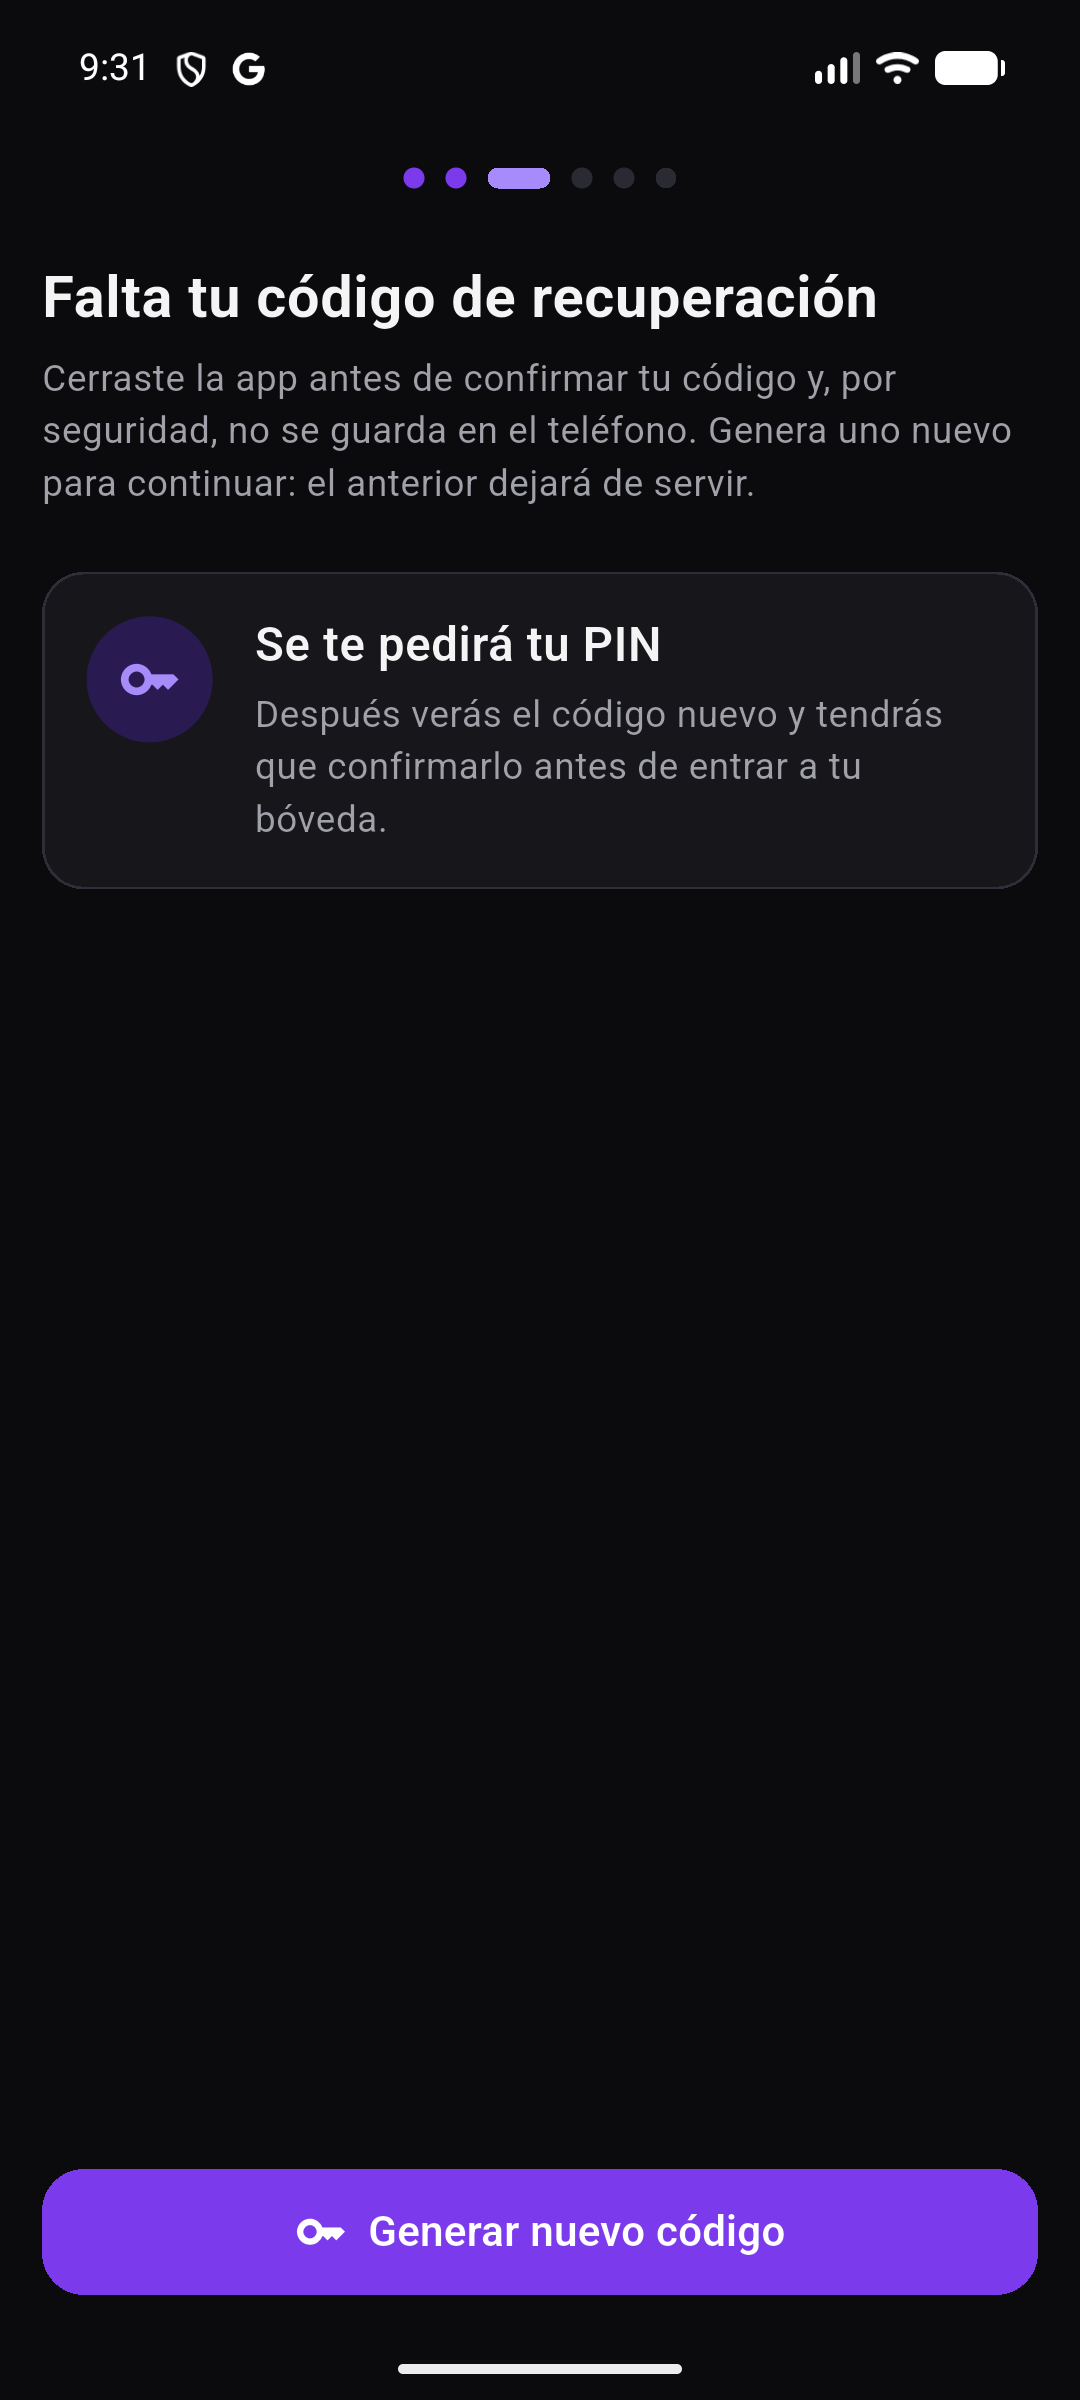 9:31
Falta tu código de recuperación
Cerraste la app antes de confirmar tu código y, por
seguridad, no se guarda en el teléfono. Genera uno nuevo
para continuar: el anterior dejará de servir.
Se te pedirá tu PIN
Después verás el código nuevo y tendrás
que confirmarlo antes de entrar a tu
bóveda.
Generar nuevo código